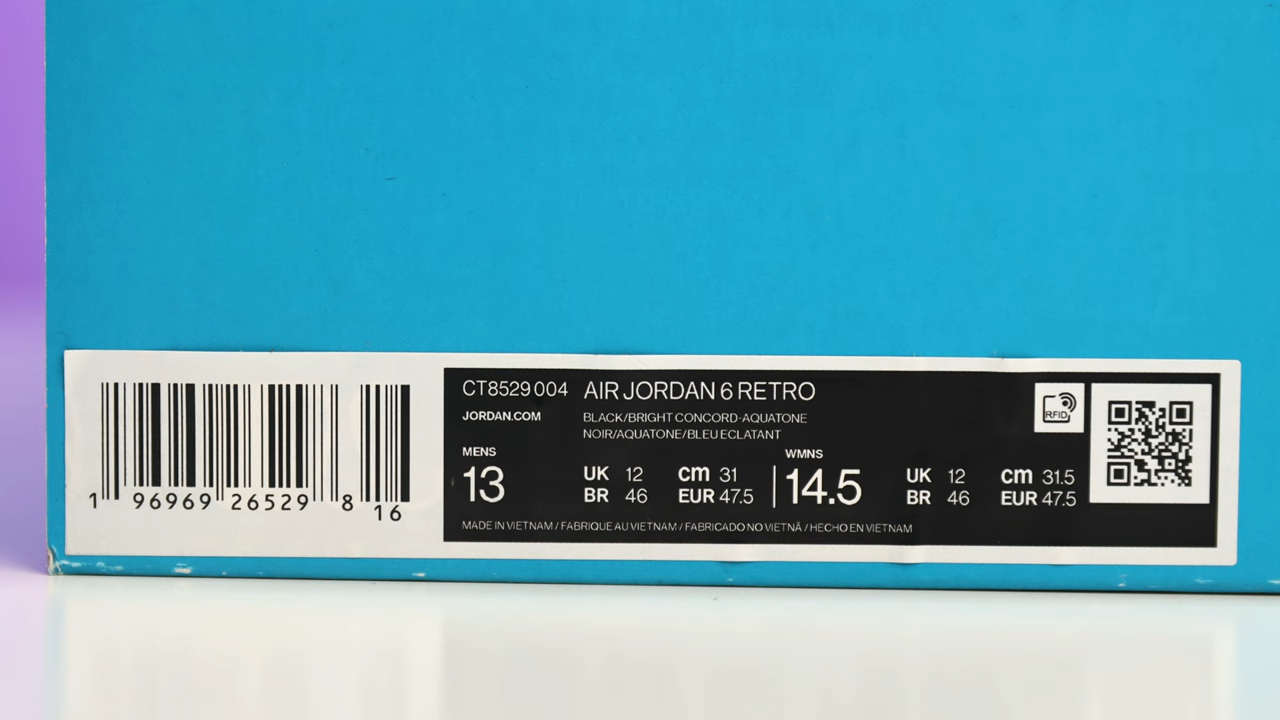 CT8529 004 AIR JORDAN 6 RETRO
JORDAN.COM BLACK/BRIGHT CONCORD-AQUATONE
NOIR/AQUATONE/BLEU ECLATANT
MENS WMNS
13 UK 12 cm 31 14.5 UK 12 cm 31.5
BR 46 EUR 47.5 BR 46 EUR 47.5
MADE IN VIETNAM / FABRIQUE AU VIETNAM / FABRICADO NO VIETNÃ / HECHO EN VIETNAM
RFID
1 96969 26529 8 16